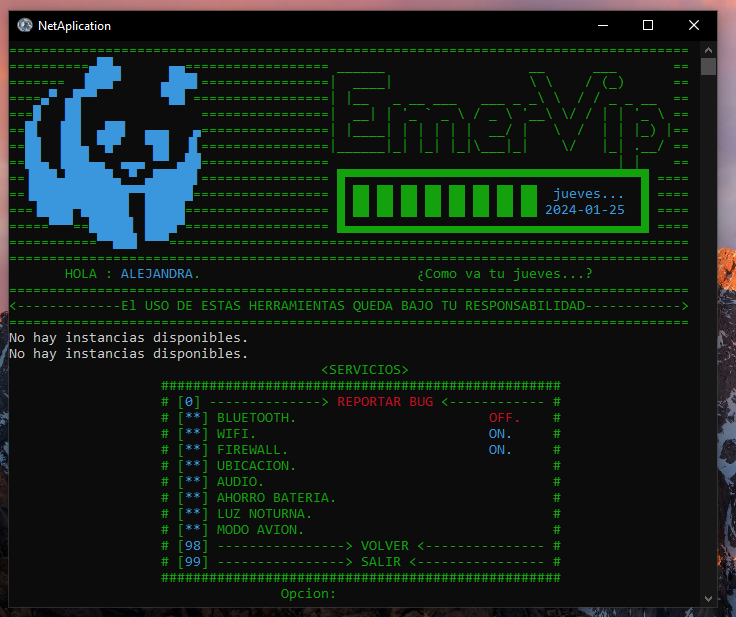 NetAplication
EmerVip
jueves...
2024-01-25
HOLA : ALEJANDRA. ¿Como va tu jueves...?
<-------------El USO DE ESTAS HERRAMIENTAS QUEDA BAJO TU RESPONSABILIDAD------------>
No hay instancias disponibles.
No hay instancias disponibles.
<SERVICIOS>
##################################################
# [0] --------------> REPORTAR BUG <------------ #
# [**] BLUETOOTH. OFF. #
# [**] WIFI. ON. #
# [**] FIREWALL. ON. #
# [**] UBICACION. #
# [**] AUDIO. #
# [**] AHORRO BATERIA. #
# [**] LUZ NOTURNA. #
# [**] MODO AVION. #
# [98] ----------------> VOLVER <--------------- #
# [99] ----------------> SALIR <---------------- #
##################################################
Opcion: